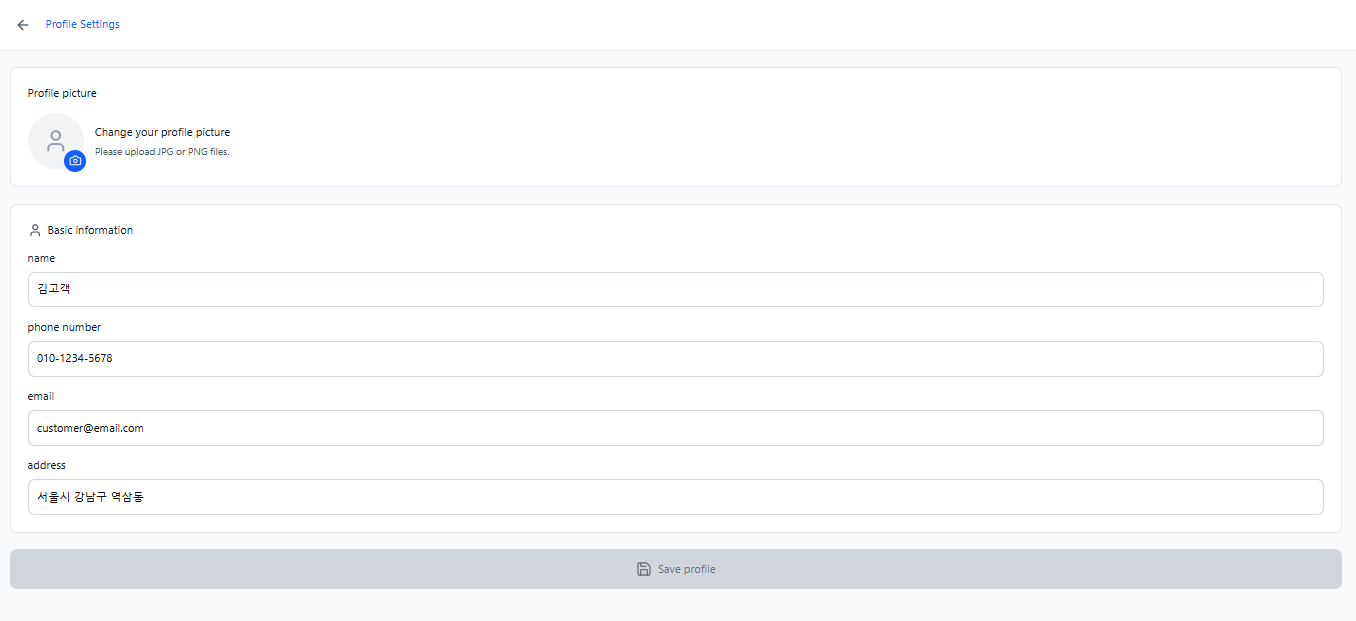 Profile Settings
Profile picture
Change your profile picture
Please upload JPG or PNG files.
Basic information
name
김고객
phone number
010-1234-5678
email
customer@email.com
address
서울시 강남구 역삼동
Save profile